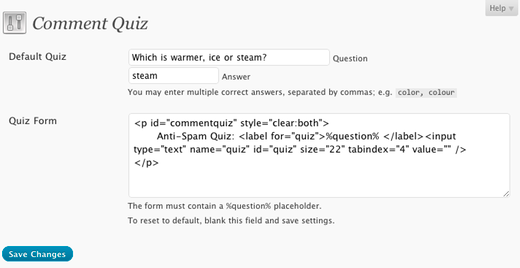 Help
Comment Quiz
Default Quiz
Which is warmer, ice or steam? Question
steam Answer
You may enter multiple correct answers, separated by commas; e.g. color, colour
Quiz Form
<p id="commentquiz" style="clear:both">
Anti-Spam Quiz: <label for="quiz">%question% </label><input
type="text" name="quiz" id="quiz" size="22" tabindex="4" value="" />
</p>
The form must contain a %question% placeholder.
To reset to default, blank this field and save settings.
Save Changes